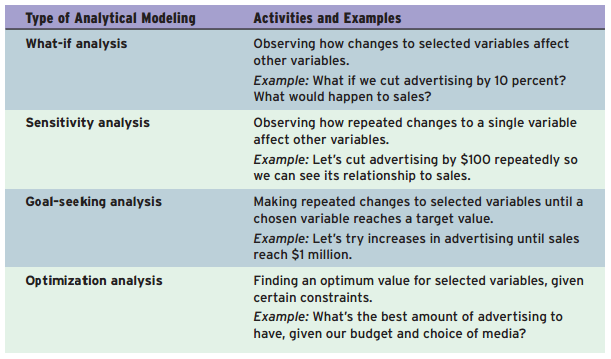 Type of Analytical Modeling
Activities and Examples
What-if analysis
Observing how changes to selected variables affect
other variables.
Example: What if we cut advertising by 10 percent?
What would happen to sales?
Sensitivity analysis
Observing how repeated changes to a single variable
affect other variables.
Example: Let's cut advertising by $100 repeatedly so
we can see its relationship to sales.
Goal-seeking analysis
Making repeated changes to selected variables until a
chosen variable reaches a target value.
Example: Let's try increases in advertising until sales
reach $1 million.
Optimization analysis
Finding an optimum value for selected variables, given
certain constraints.
Example: What's the best amount of advertising to
have, given our budget and choice of media?